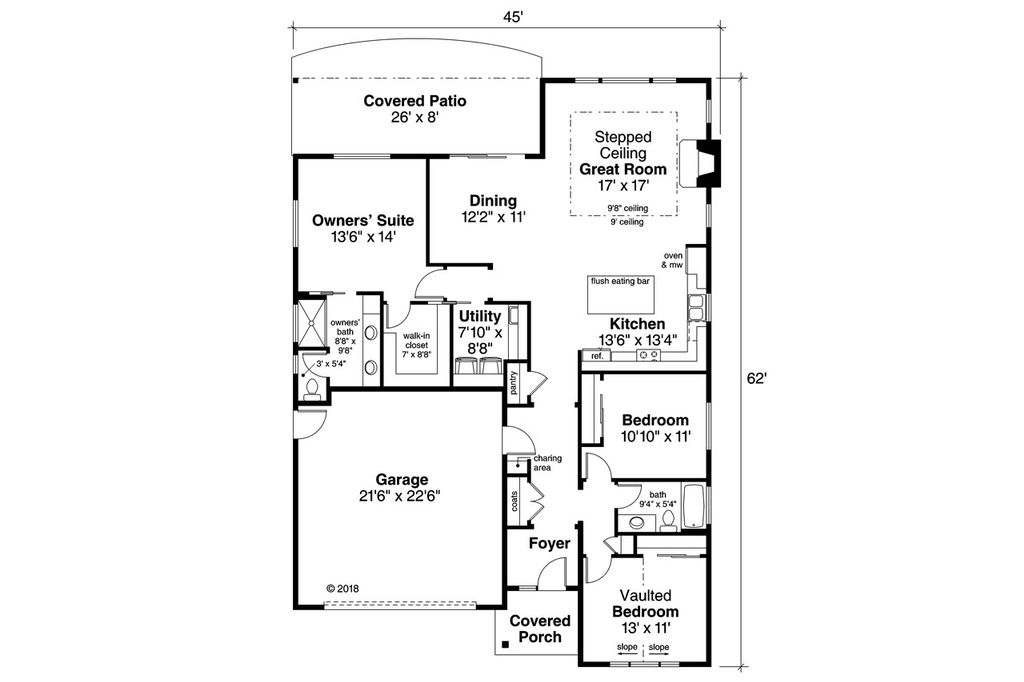 45'
Covered Patio
26' x 8'
Stepped
Ceiling
Great Room
17' x 17'
9'8" ceiling
9' ceiling
Dining
12'2" x 11'
Owners' Suite
13'6" x 14'
oven
& mw
flush eating bar
Kitchen
13'6" x 13'4"
ref.
Utility
7'10" x
8'8"
owners'
bath
8'8" x
9'8"
walk-in
closet
7' x 8'8"
3' x 5'4"
pantry
62'
Bedroom
10'10" x 11'
charing
area
Garage
21'6" x 22'6"
coats
bath
9'4" x 5'4"
Foyer
© 2018
Vaulted
Bedroom
13' x 11'
Covered
Porch
slope slope